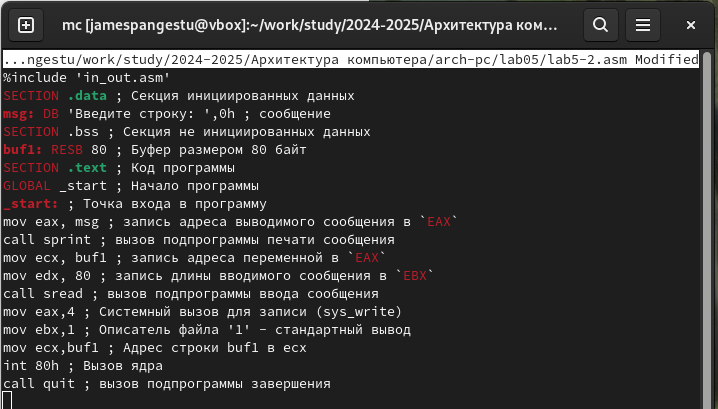 mc [jamespangestu@vbox]:~/work/study/2024-2025/Архитектура ком…
...ngestu/work/study/2024-2025/Архитектура компьютера/arch-pc/lab05/lab5-2.asm Modified
%include 'in_out.asm'
SECTION .data ; Секция инициированных данных
msg: DB 'Введите строку: ',0h ; сообщение
SECTION .bss ; Секция не инициированных данных
buf1: RESB 80 ; Буфер размером 80 байт
SECTION .text ; Код программы
GLOBAL _start ; Начало программы
_start: ; Точка входа в программу
mov eax, msg ; запись адреса выводимого сообщения в `EAX`
call sprint ; вызов подпрограммы печати сообщения
mov ecx, buf1 ; запись адреса переменной в `EAX`
mov edx, 80 ; запись длины вводимого сообщения в `EBX`
call sread ; вызов подпрограммы ввода сообщения
mov eax,4 ; Системный вызов для записи (sys_write)
mov ebx,1 ; Описатель файла '1' - стандартный вывод
mov ecx,buf1 ; Адрес строки buf1 в ecx
int 80h ; Вызов ядра
call quit ; вызов подпрограммы завершения